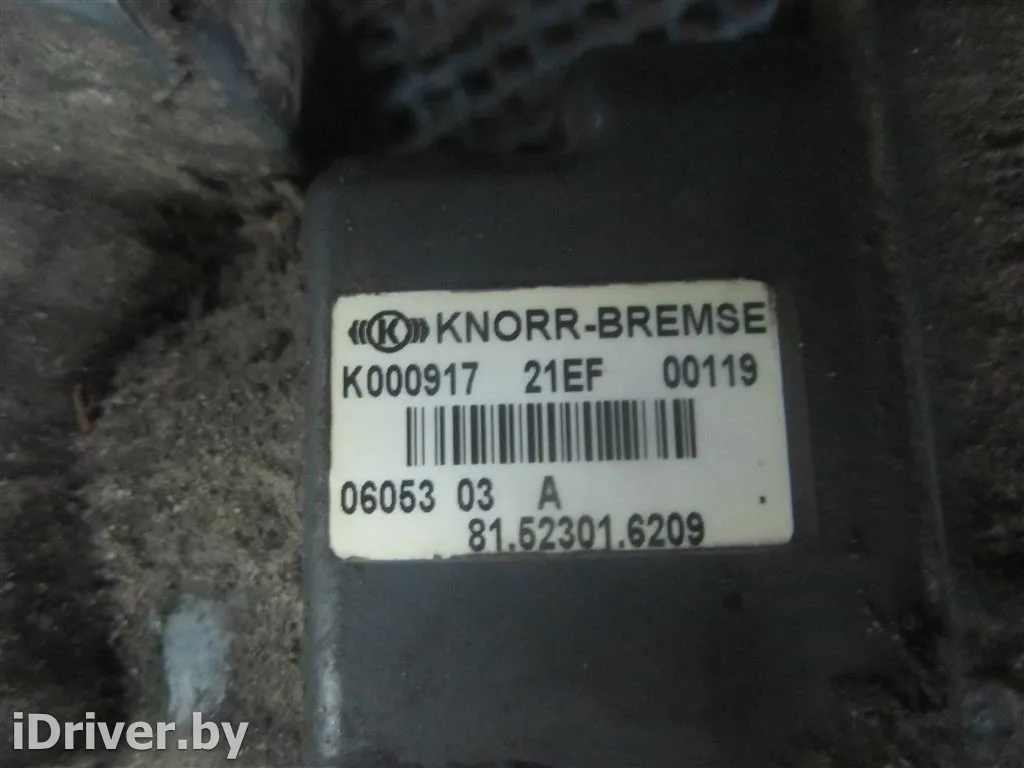 KNORR-BREMSE
K000917 21EF 00119
06053 03 A
81.52301.6209
iDriver.by